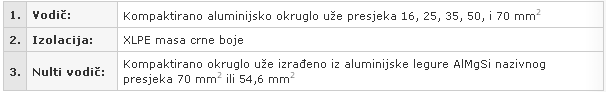 1. Vodič: Kompaktirano aluminijsko okruglo uže presjeka 16, 25, 35, 50, i 70 mm²
2. Izolacija: XLPE masa crne boje
3. Nulti vodič: Kompaktirano okruglo uže izrađeno iz aluminijske legure AlMgSi nazivnog
presjeka 70 mm² ili 54,6 mm²